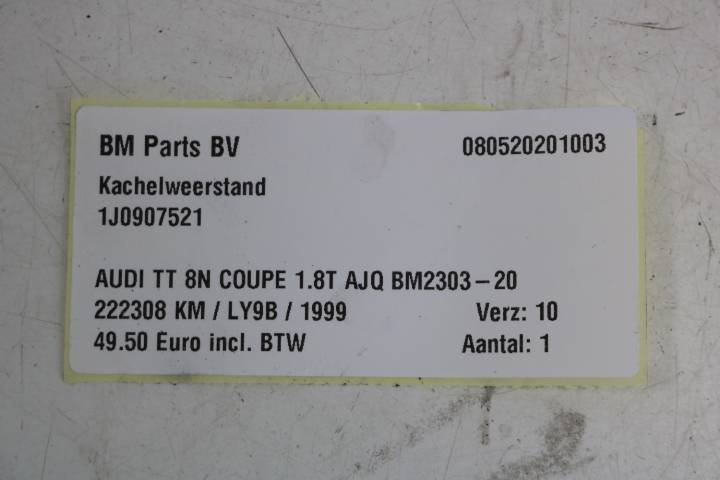 BM Parts BV 080520201003
Kachelweerstand
1J0907521
AUDI TT 8N COUPE 1.8T AJQ BM2303-20
222308 KM / LY9B / 1999 Verz: 10
49.50 Euro incl. BTW Aantal: 1